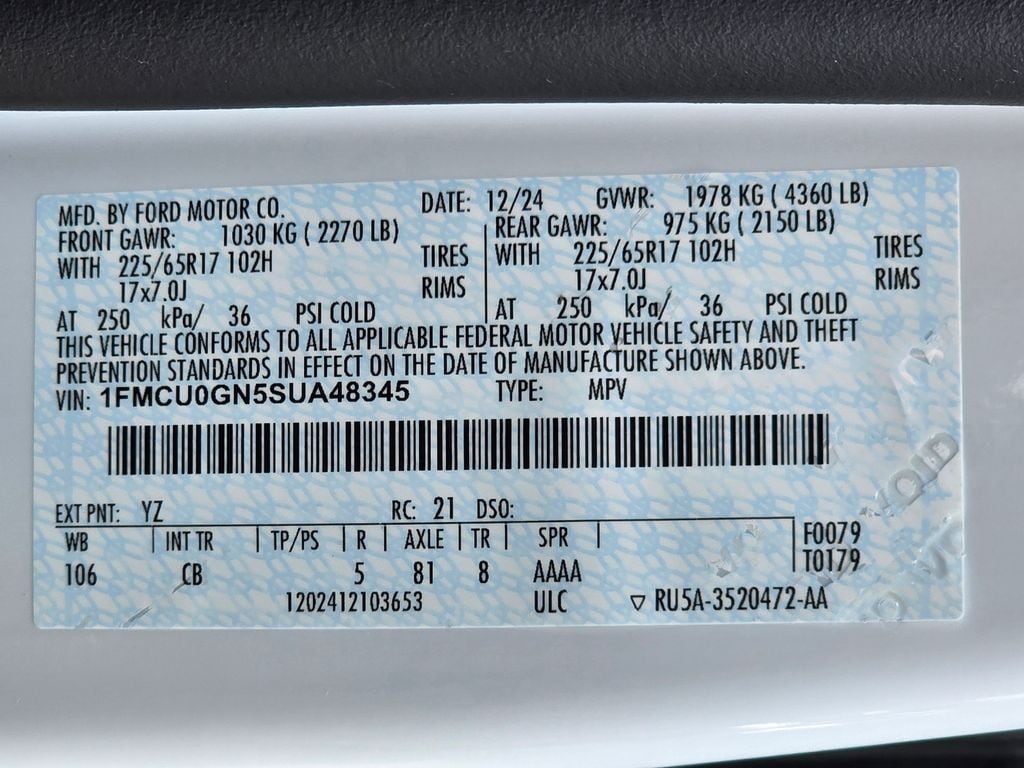 MFD. BY FORD MOTOR CO. DATE: 12/24 GVWR: 1978 KG ( 4360 LB)
FRONT GAWR: 1030 KG ( 2270 LB) REAR GAWR: 975 KG ( 2150 LB)
WITH 225/65R17 102H TIRES WITH 225/65R17 102H TIRES
17x7.0J RIMS 17x7.0J RIMS
AT 250 kPa/ 36 PSI COLD AT 250 kPa/ 36 PSI COLD
THIS VEHICLE CONFORMS TO ALL APPLICABLE FEDERAL MOTOR VEHICLE SAFETY AND THEFT
PREVENTION STANDARDS IN EFFECT ON THE DATE OF MANUFACTURE SHOWN ABOVE.
VIN: 1FMCU0GN5SUA48345 TYPE: MPV
EXT PNT: YZ RC: 21 DSO:
WB INT TR TP/PS R AXLE TR SPR F0079
106 CB 5 81 8 AAAA T0179
1202412103653 ULC ▽ RU5A-3520472-AA
VOID